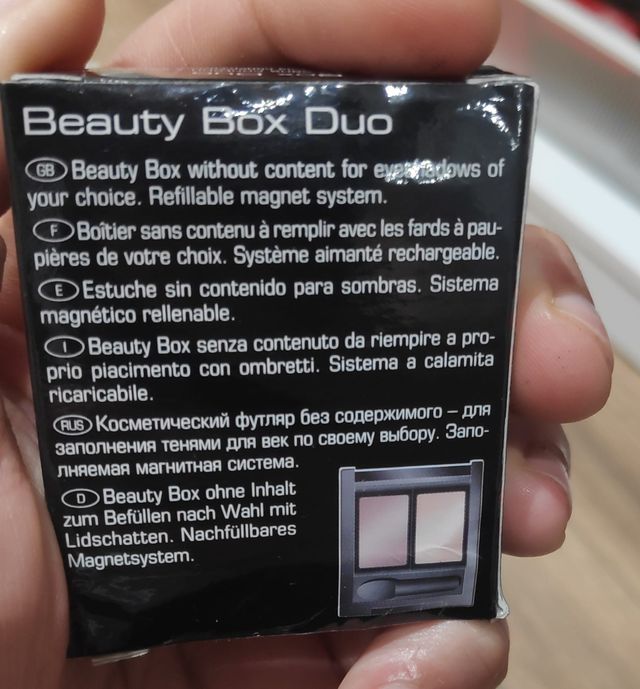 Beauty Box Duo
GB Beauty Box without content for eyeshadows of
your choice. Refillable magnet system.
F Boîtier sans contenu à remplir avec les fards à pau-
pières de votre choix. Système aimanté rechargeable.
E Estuche sin contenido para sombras. Sistema
magnético rellenable.
I Beauty Box senza contenuto da riempire a pro-
prio piacimento con ombretti. Sistema a calamita
ricaricabile.
RUS Косметический футляр без содержимого – для
заполнения тенями для век по своему выбору. Запо-
лняемая магнитная система.
D Beauty Box ohne Inhalt
zum Befüllen nach Wahl mit
Lidschatten. Nachfüllbares
Magnetsystem.